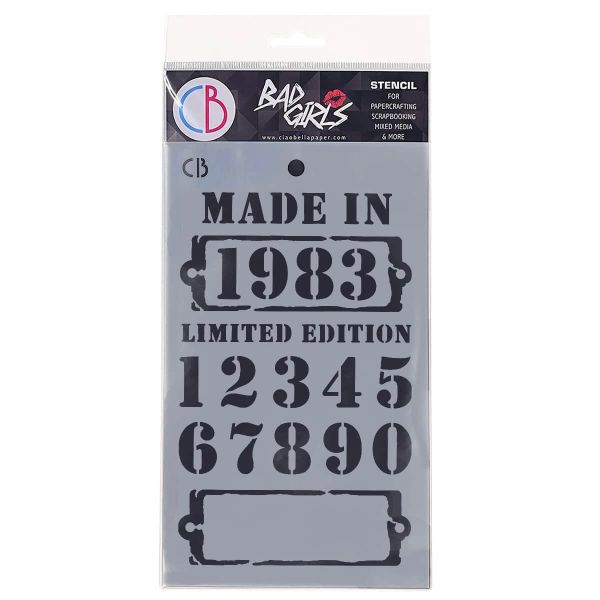 CB
BAD
GIRLS
www.ciaobellapaper.com
STENCIL
FOR
PAPERCRAFTING
SCRAPBOOKING
MIXED MEDIA
& MORE
CB
MADE IN
1983
LIMITED EDITION
12345
67890